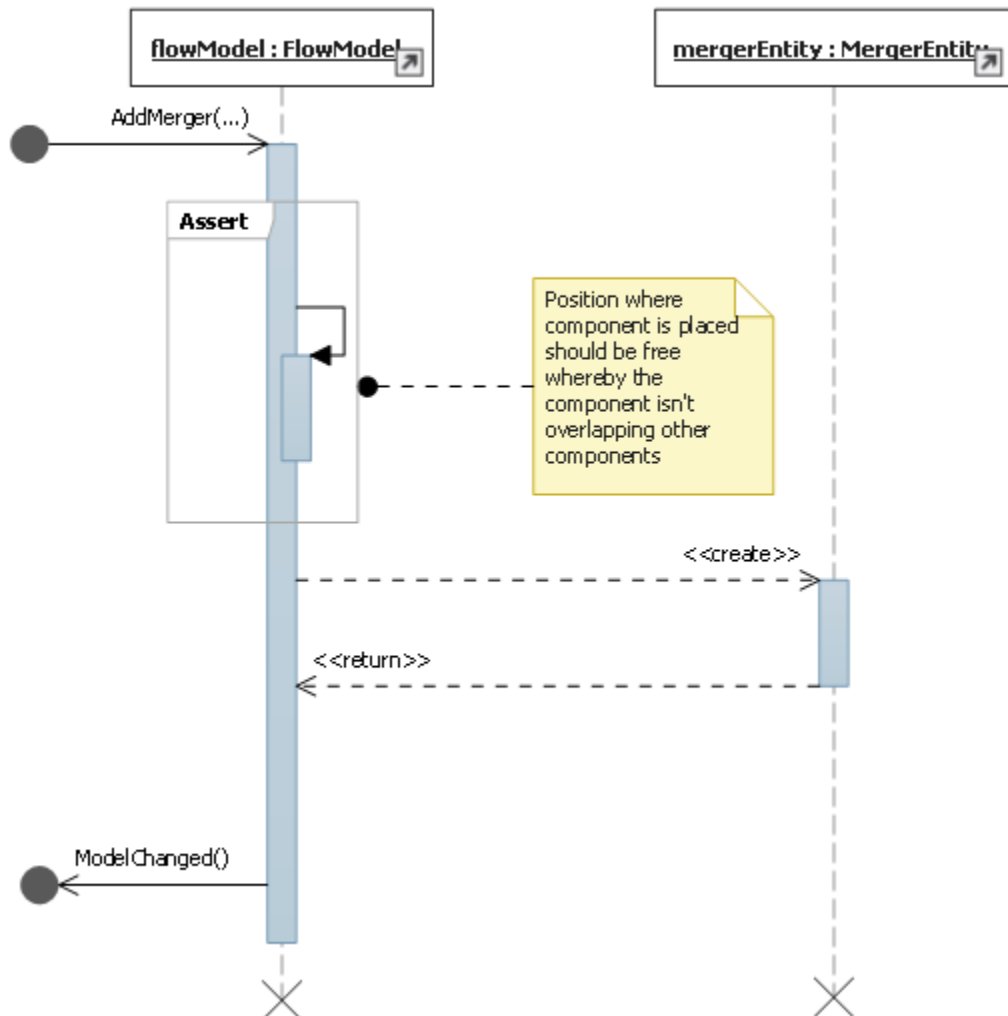 flowModel : FlowModel
mergerEntity : MergerEntity
AddMerger(...)
Assert
Position where
component is placed
should be free
whereby the
component isn't
overlapping other
components
<<create>>
<<return>>
ModelChanged()